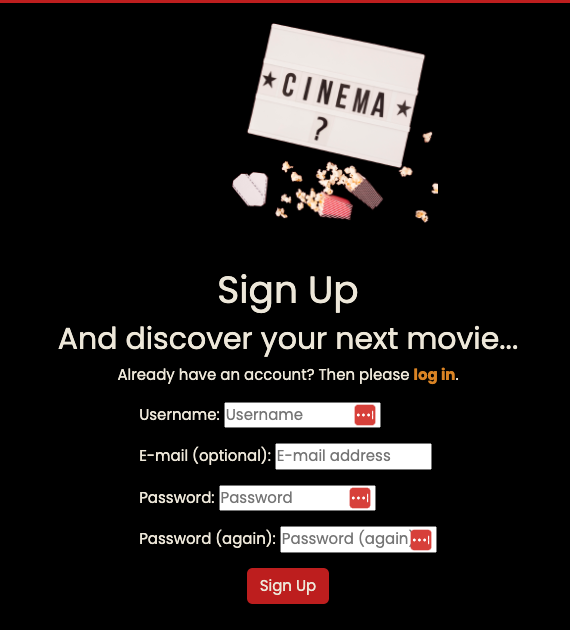 ★ CINEMA ★
?
Sign Up
And discover your next movie...
Already have an account? Then please log in.
Username: Username
E-mail (optional): E-mail address
Password: Password
Password (again): Password (again)
Sign Up